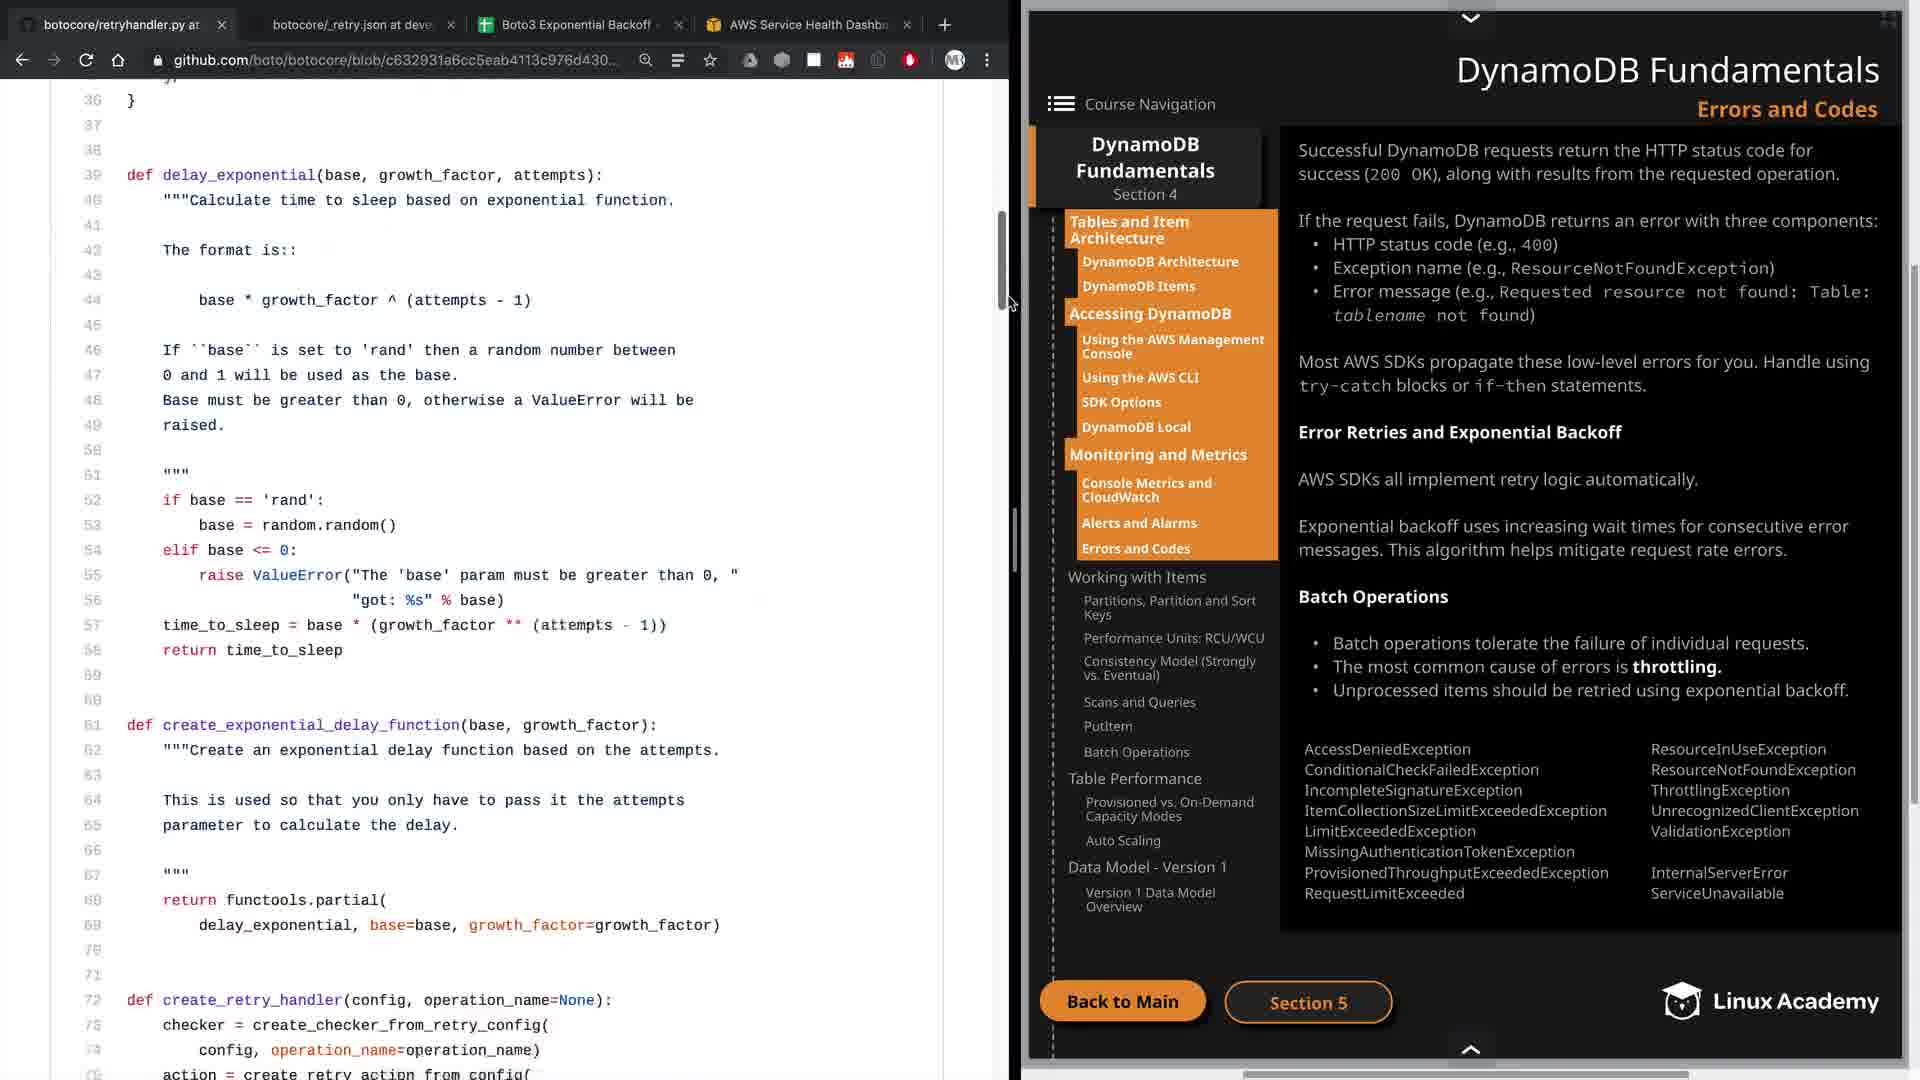 botocore/retryhandler.py at
botocore/_retry.json at deve
Boto3 Exponential Backoff
AWS Service Health Dashb
github.com/boto/botocore/blob/c632931a6cc5eab4113c976d430...
36 }
37
38
39 def delay_exponential(base, growth_factor, attempts):
40 """Calculate time to sleep based on exponential function.
41
42 The format is::
43
44 base * growth_factor ^ (attempts - 1)
45
46 If ``base`` is set to 'rand' then a random number between
47 0 and 1 will be used as the base.
48 Base must be greater than 0, otherwise a ValueError will be
49 raised.
50
51 """
52 if base == 'rand':
53 base = random.random()
54 elif base <= 0:
55 raise ValueError("The 'base' param must be greater than 0, "
56 "got: %s" % base)
57 time_to_sleep = base * (growth_factor ** (attempts - 1))
58 return time_to_sleep
59
60
61 def create_exponential_delay_function(base, growth_factor):
62 """Create an exponential delay function based on the attempts.
63
64 This is used so that you only have to pass it the attempts
65 parameter to calculate the delay.
66
67 """
68 return functools.partial(
69 delay_exponential, base=base, growth_factor=growth_factor)
70
71
72 def create_retry_handler(config, operation_name=None):
73 checker = create_checker_from_retry_config(
74 config, operation_name=operation_name)
75 action = create_retry_action_from_config(
DynamoDB Fundamentals
Errors and Codes
Course Navigation
DynamoDB
Fundamentals
Section 4
Tables and Item
Architecture
DynamoDB Architecture
DynamoDB Items
Accessing DynamoDB
Using the AWS Management
Console
Using the AWS CLI
SDK Options
DynamoDB Local
Monitoring and Metrics
Console Metrics and
CloudWatch
Alerts and Alarms
Errors and Codes
Working with Items
Partitions, Partition and Sort
Keys
Performance Units: RCU/WCU
Consistency Model (Strongly
vs. Eventual)
Scans and Queries
PutItem
Batch Operations
Table Performance
Provisioned vs. On-Demand
Capacity Modes
Auto Scaling
Data Model - Version 1
Version 1 Data Model
Overview
Successful DynamoDB requests return the HTTP status code for
success (200 OK), along with results from the requested operation.
If the request fails, DynamoDB returns an error with three components:
• HTTP status code (e.g., 400)
• Exception name (e.g., ResourceNotFoundException)
• Error message (e.g., Requested resource not found: Table:
tablename not found)
Most AWS SDKs propagate these low-level errors for you. Handle using
try-catch blocks or if-then statements.
Error Retries and Exponential Backoff
AWS SDKs all implement retry logic automatically.
Exponential backoff uses increasing wait times for consecutive error
messages. This algorithm helps mitigate request rate errors.
Batch Operations
• Batch operations tolerate the failure of individual requests.
• The most common cause of errors is throttling.
• Unprocessed items should be retried using exponential backoff.
AccessDeniedException
ConditionalCheckFailedException
IncompleteSignatureException
ItemCollectionSizeLimitExceededException
LimitExceededException
MissingAuthenticationTokenException
ProvisionedThroughputExceededException
RequestLimitExceeded
ResourceInUseException
ResourceNotFoundException
ThrottlingException
UnrecognizedClientException
ValidationException
InternalServerError
ServiceUnavailable
Back to Main
Section 5
Linux Academy